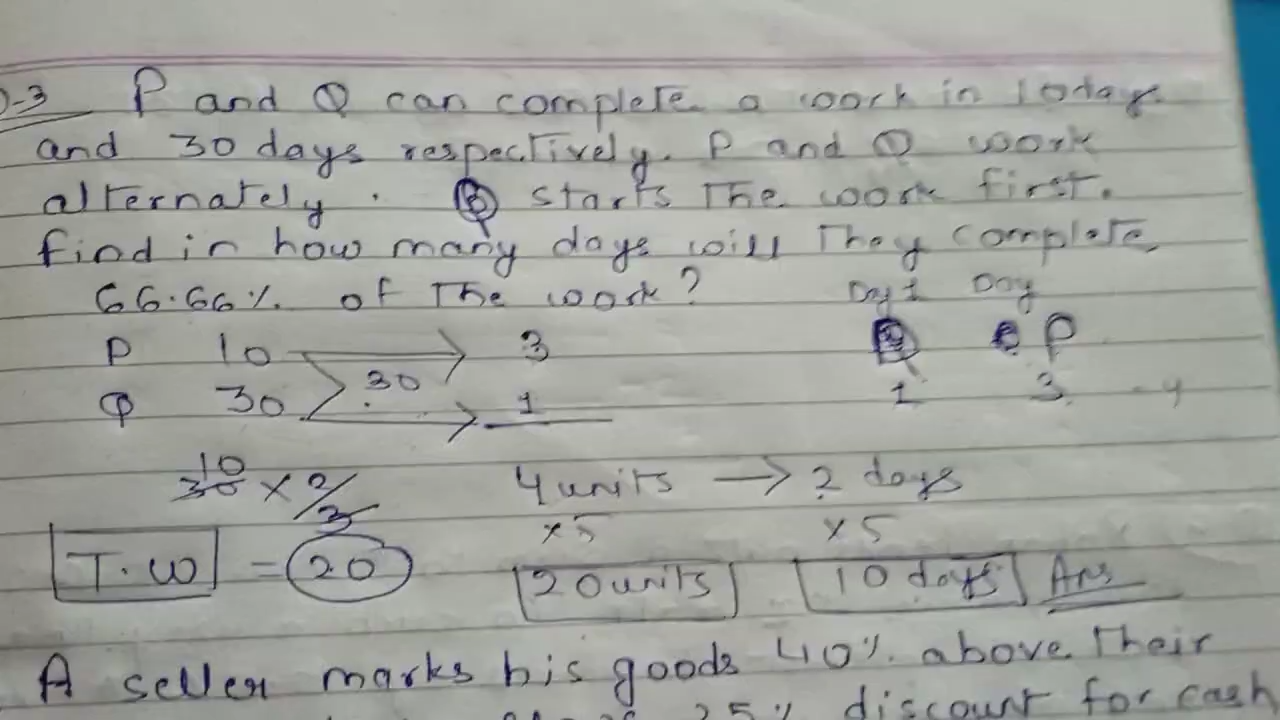 -3 P and Q can complete a work in 10 days
and 30 days respectively. P and Q work
alternately. Q starts The work first.
find in how many days will They complete
66.66% of The work? Day 1 Day
P 10 30 3 Q P
Q 30 1 1 3 - 4
10
30 × 2/3 4 units → 2 days
×5 ×5
T.W = 20 20 units 10 days Ans
A seller marks his goods 40% above Their
25% discount for cash